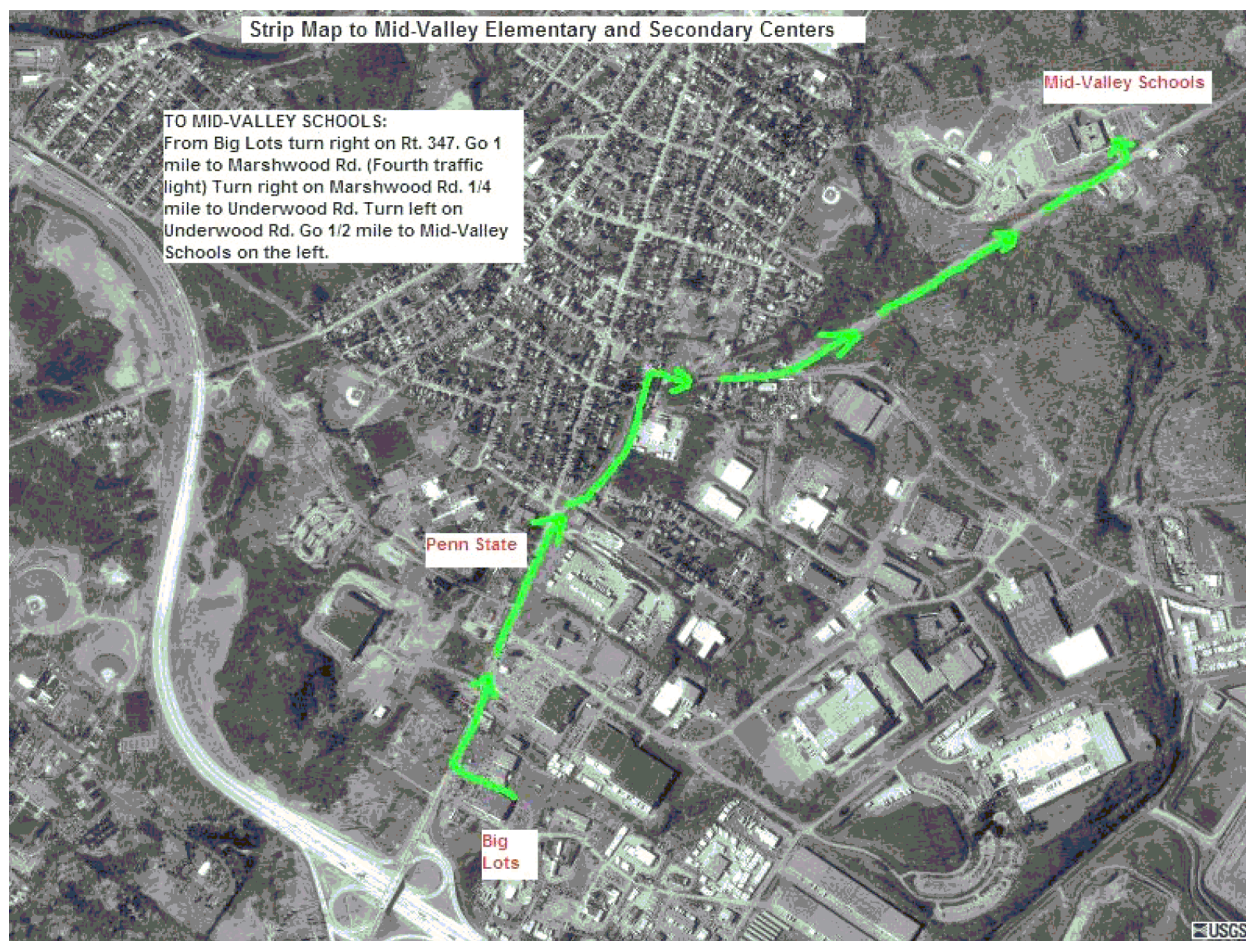 Strip Map to Mid-Valley Elementary and Secondary Centers
Mid-Valley Schools
TO MID-VALLEY SCHOOLS:
From Big Lots turn right on Rt. 347. Go 1
mile to Marshwood Rd. (Fourth traffic
light) Turn right on Marshwood Rd. 1/4
mile to Underwood Rd. Turn left on
Underwood Rd. Go 1/2 mile to Mid-Valley
Schools on the left.
Penn State
Big
Lots
USGS